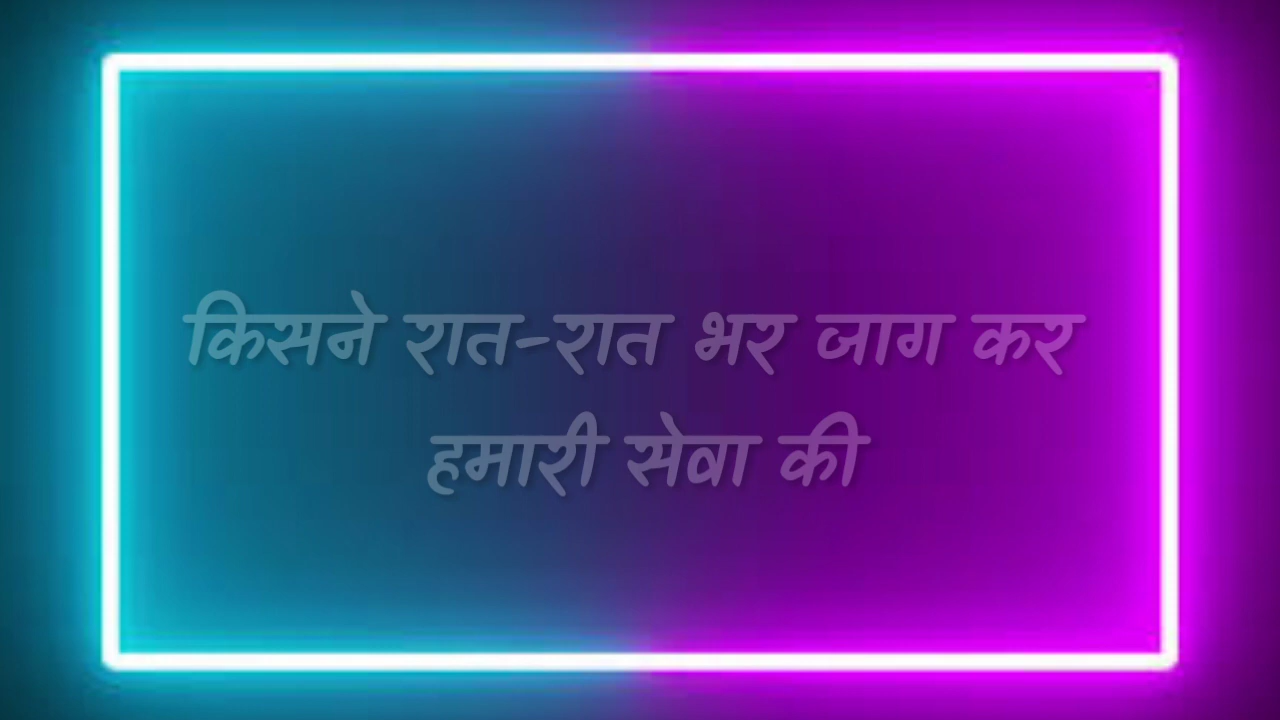 किसने रात-रात भर जाग कर
हमारी सेवा की